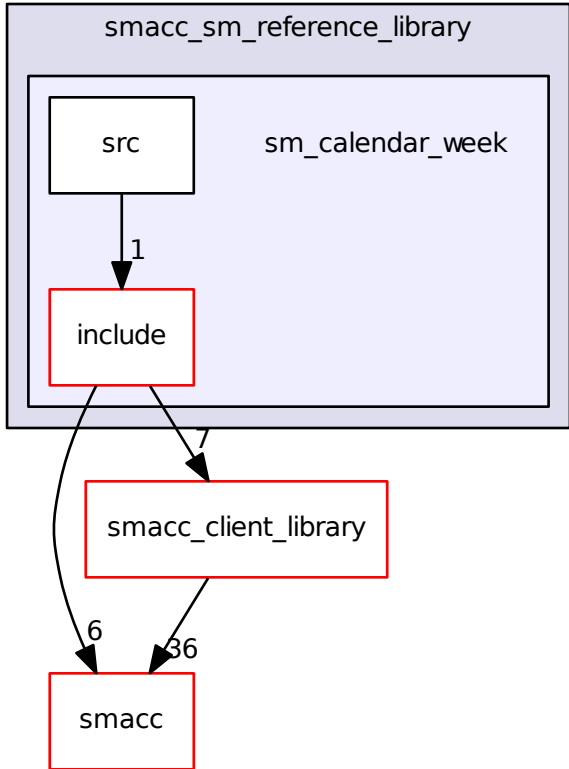 smacc_sm_reference_library
src
sm_calendar_week
1
include
7
smacc_client_library
6
36
smacc